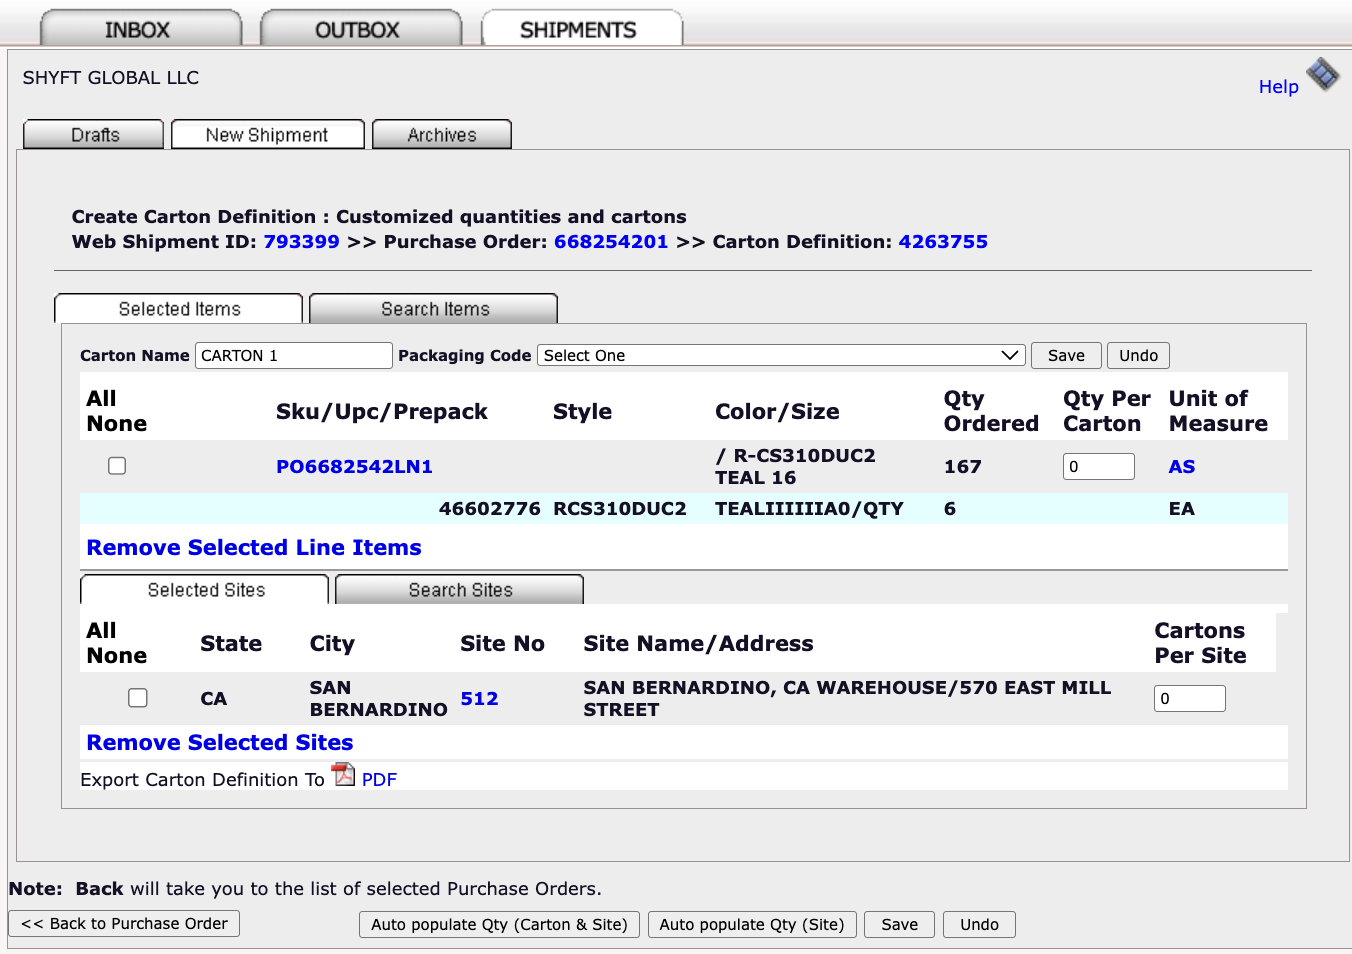 INBOX OUTBOX SHIPMENTS
SHYFT GLOBAL LLC
Help
Drafts New Shipment Archives
Create Carton Definition : Customized quantities and cartons
Web Shipment ID: 793399 >> Purchase Order: 668254201 >> Carton Definition: 4263755
Selected Items Search Items
Carton Name CARTON 1 Packaging Code Select One Save Undo
All
None
Sku/Upc/Prepack Style Color/Size
Qty
Ordered
Qty Per
Carton
Unit of
Measure
PO6682542LN1
/ R-CS310DUC2
TEAL 16
167 0 AS
46602776 RCS310DUC2 TEALIIIIIIA0/QTY 6 EA
Remove Selected Line Items
Selected Sites Search Sites
All
None
State City Site No Site Name/Address
Cartons
Per Site
CA
SAN
BERNARDINO
512
SAN BERNARDINO, CA WAREHOUSE/570 EAST MILL
STREET
0
Remove Selected Sites
Export Carton Definition To PDF
Note: Back will take you to the list of selected Purchase Orders.
<< Back to Purchase Order Auto populate Qty (Carton & Site) Auto populate Qty (Site) Save Undo